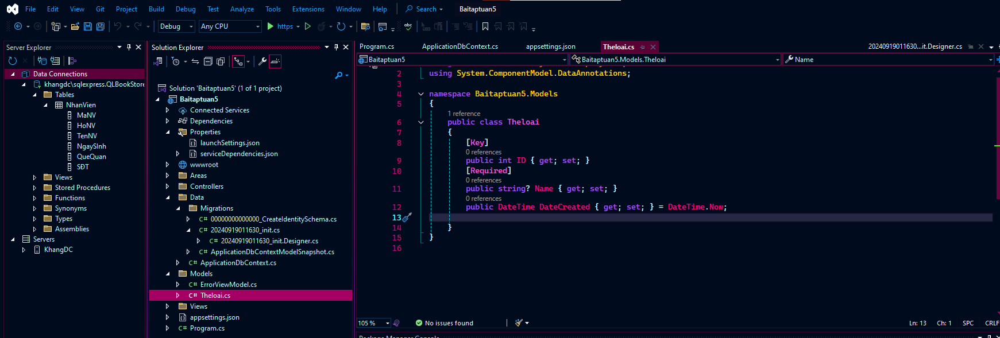 File Edit View Git Project Build Debug Test Analyze Tools Extensions Window Help Search Baitaptuan5
Debug Any CPU https
Server Explorer
Data Connections
khangdc\sqlexpress.QLBookStore
Tables
NhanVien
MaNV
HoNV
TenNV
NgaySInh
QueQuan
SĐT
Views
Stored Procedures
Functions
Synonyms
Types
Assemblies
Servers
KhangDC
Solution Explorer
Solution 'Baitaptuan5' (1 of 1 project)
Baitaptuan5
Connected Services
Dependencies
Properties
launchSettings.json
serviceDependencies.json
wwwroot
Areas
Controllers
Data
Migrations
C# 00000000000000_CreateIdentitySchema.cs
C# 20240919011630_init.cs
C# 20240919011630_init.Designer.cs
C# ApplicationDbContextModelSnapshot.cs
C# ApplicationDbContext.cs
Models
C# ErrorViewModel.cs
C# Theloai.cs
Views
appsettings.json
C# Program.cs
Program.cs ApplicationDbContext.cs appsettings.json Theloai.cs 20240919011630...it.Designer.cs
Baitaptuan5 Baitaptuan5.Models.Theloai Name
2 using System.ComponentModel.DataAnnotations;
3
4 namespace Baitaptuan5.Models
5 {
1 reference
6 public class Theloai
7 {
8 [Key]
0 references
9 public int ID { get; set; }
10 [Required]
0 references
11 public string? Name { get; set; }
0 references
12 public DateTime DateCreated { get; set; } = DateTime.Now;
13
14 }
15 }
16
105 % No issues found Ln: 13 Ch: 1 SPC CRLF
Package Manager Console